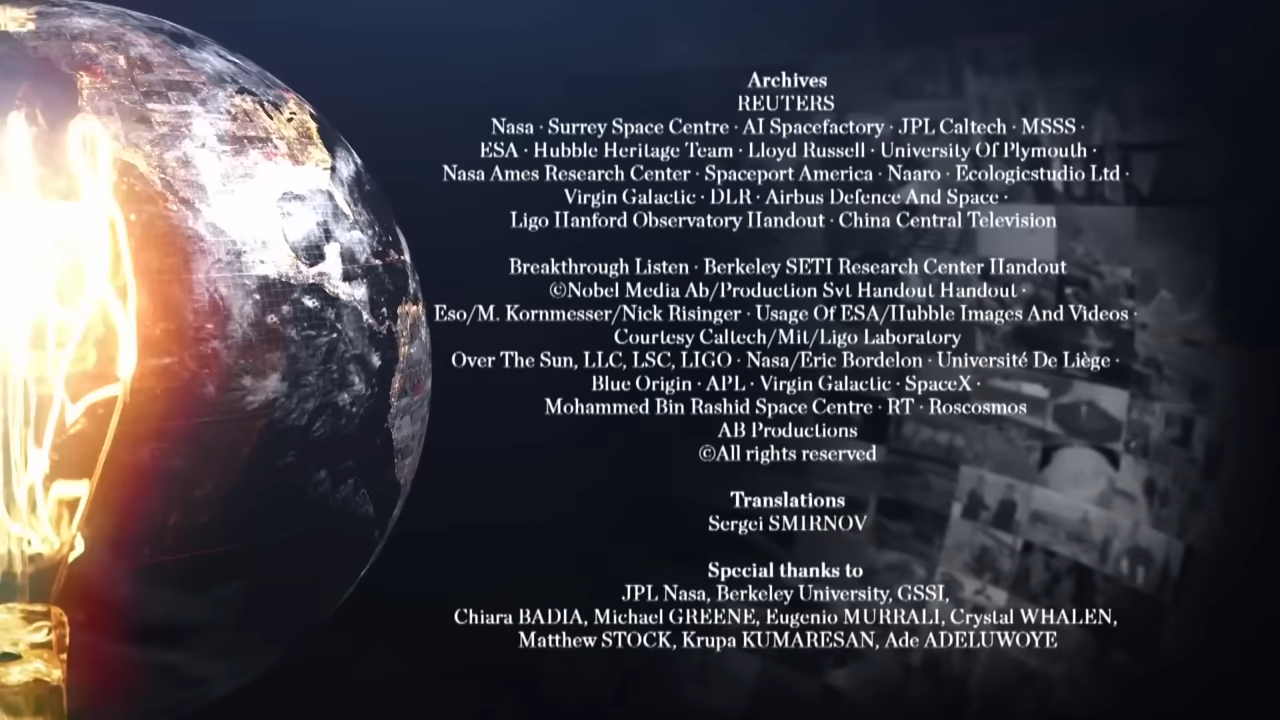 Archives
REUTERS
Nasa · Surrey Space Centre · AI Spacefactory · JPL Caltech · MSSS ·
ESA · Hubble Heritage Team · Lloyd Russell · University Of Plymouth ·
Nasa Ames Research Center · Spaceport America · Naaro · Ecologicstudio Ltd ·
Virgin Galactic · DLR · Airbus Defence And Space ·
Ligo Hanford Observatory Handout · China Central Television
Breakthrough Listen · Berkeley SETI Research Center Handout
©Nobel Media Ab/Production Svt Handout Handout ·
Eso/M. Kornmesser/Nick Risinger · Usage Of ESA/Hubble Images And Videos ·
Courtesy Caltech/Mit/Ligo Laboratory
Over The Sun, LLC, LSC, LIGO · Nasa/Eric Bordelon · Université De Liège ·
Blue Origin · APL · Virgin Galactic · SpaceX ·
Mohammed Bin Rashid Space Centre · RT · Roscosmos
AB Productions
©All rights reserved
Translations
Sergei SMIRNOV
Special thanks to
JPL Nasa, Berkeley University, GSSI,
Chiara BADIA, Michael GREENE, Eugenio MURRALI, Crystal WHALEN,
Matthew STOCK, Krupa KUMARESAN, Ade ADELUWOYE